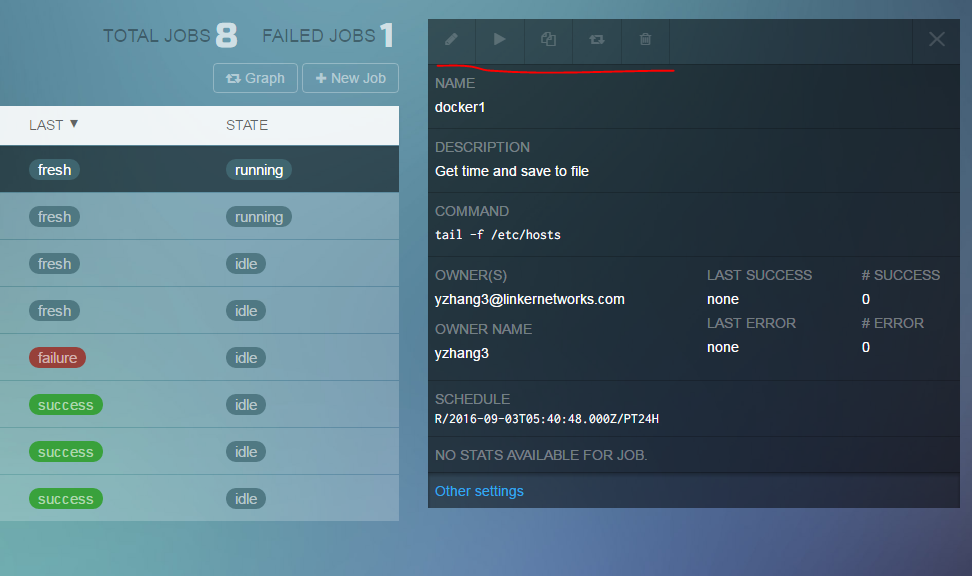 TOTAL JOBS 8 FAILED JOBS 1
Graph
New Job
LAST ▼ STATE
fresh running
fresh running
fresh idle
fresh idle
failure idle
success idle
success idle
success idle
NAME
docker1
DESCRIPTION
Get time and save to file
COMMAND
tail -f /etc/hosts
OWNER(S)
yzhang3@linkernetworks.com
OWNER NAME
yzhang3
LAST SUCCESS
none
LAST ERROR
none
# SUCCESS
0
# ERROR
0
SCHEDULE
R/2016-09-03T05:40:48.000Z/PT24H
NO STATS AVAILABLE FOR JOB.
Other settings